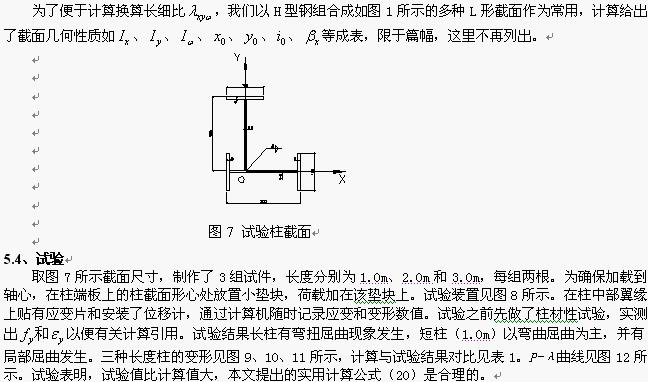 为了便于计算换算长细比 λxyω，我们以 H 型钢组合成如图 1 所示的多种 L 形截面作为常用，计算给出
了截面几何性质如 Ix、Iy、Iω、x0、y0、i0、βx 等成表，限于篇幅，这里不再列出。
Y
O
X
图 7 试验柱截面
5.4、试验
取图 7 所示截面尺寸，制作了 3 组试件，长度分别为 1.0m、2.0m 和 3.0m，每组两根。为确保加载到
轴心，在柱端板上的柱截面形心处放置小垫块，荷载加在该垫块上。试验装置见图 8 所示。在柱中部翼缘
上贴有应变片和安装了位移计，通过计算机随时记录应变和变形数值。试验之前先做了柱材性试验，实测
出 fy 和 εy 以便有关计算引用。试验结果长柱有弯扭屈曲现象发生，短柱（1.0m）以弯曲屈曲为主，并有
局部屈曲发生。三种长度柱的变形见图 9、10、11 所示，计算与试验结果对比见表 1。P-λ曲线见图 12 所
示。试验表明，试验值比计算值大，本文提出的实用计算公式（20）是合理的。